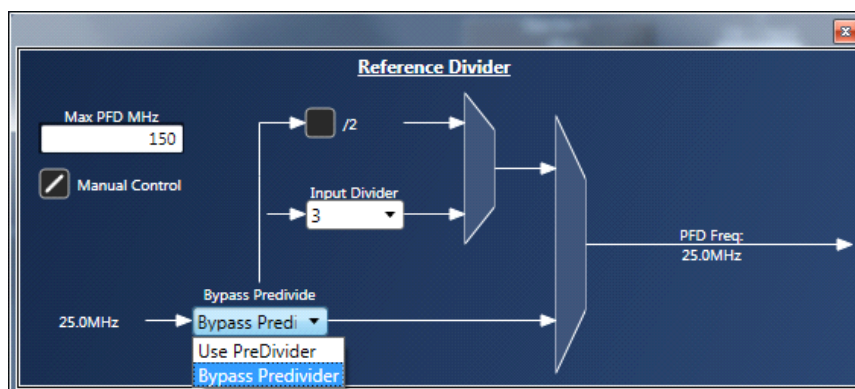 Reference Divider
Max PFD MHz
150
/2
Manual Control
Input Divider
3
PFD Freq:
25.0MHz
Bypass Predivide
25.0MHz
Bypass Predi
Use PreDivider
Bypass Predivider